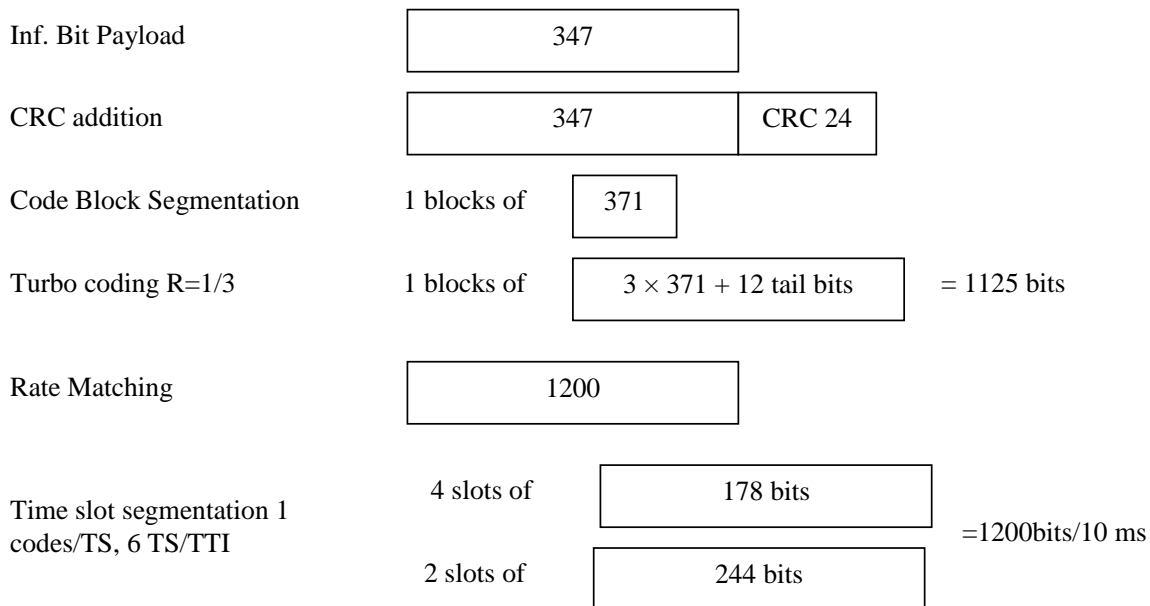 Inf. Bit Payload
347
CRC addition
347
CRC 24
Code Block Segmentation
1 blocks of
371
Turbo coding R=1/3
1 blocks of
3 × 371 + 12 tail bits
= 1125 bits
Rate Matching
1200
Time slot segmentation 1
codes/TS, 6 TS/TTI
4 slots of
178 bits
=1200bits/10 ms
2 slots of
244 bits